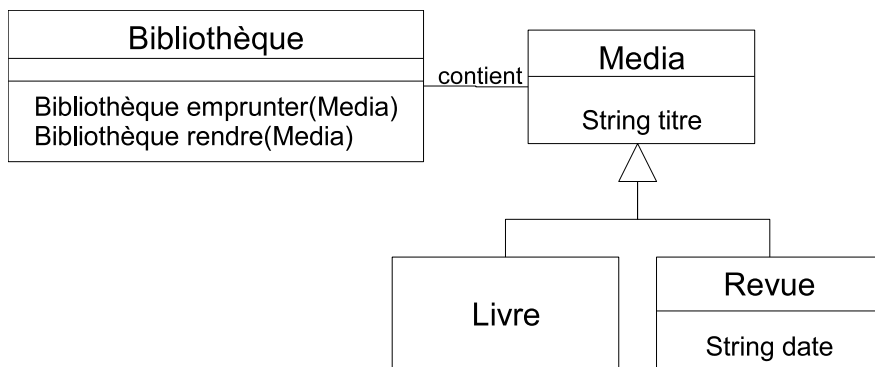 Bibliothèque
Bibliothèque emprunter(Media)
Bibliothèque rendre(Media)
contient
Media
String titre
Livre
Revue
String date